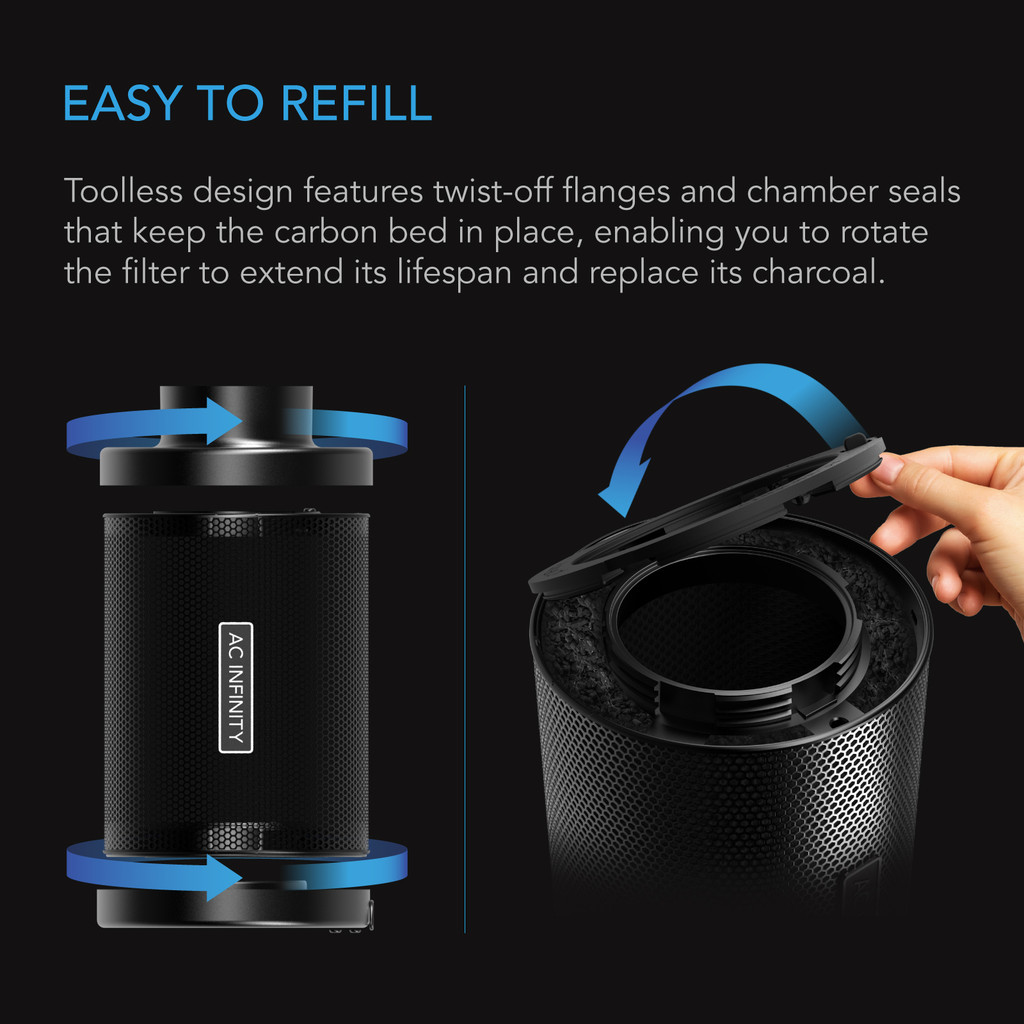 EASY TO REFILL
Toolless design features twist-off flanges and chamber seals
that keep the carbon bed in place, enabling you to rotate
the filter to extend its lifespan and replace its charcoal.
AC INFINITY